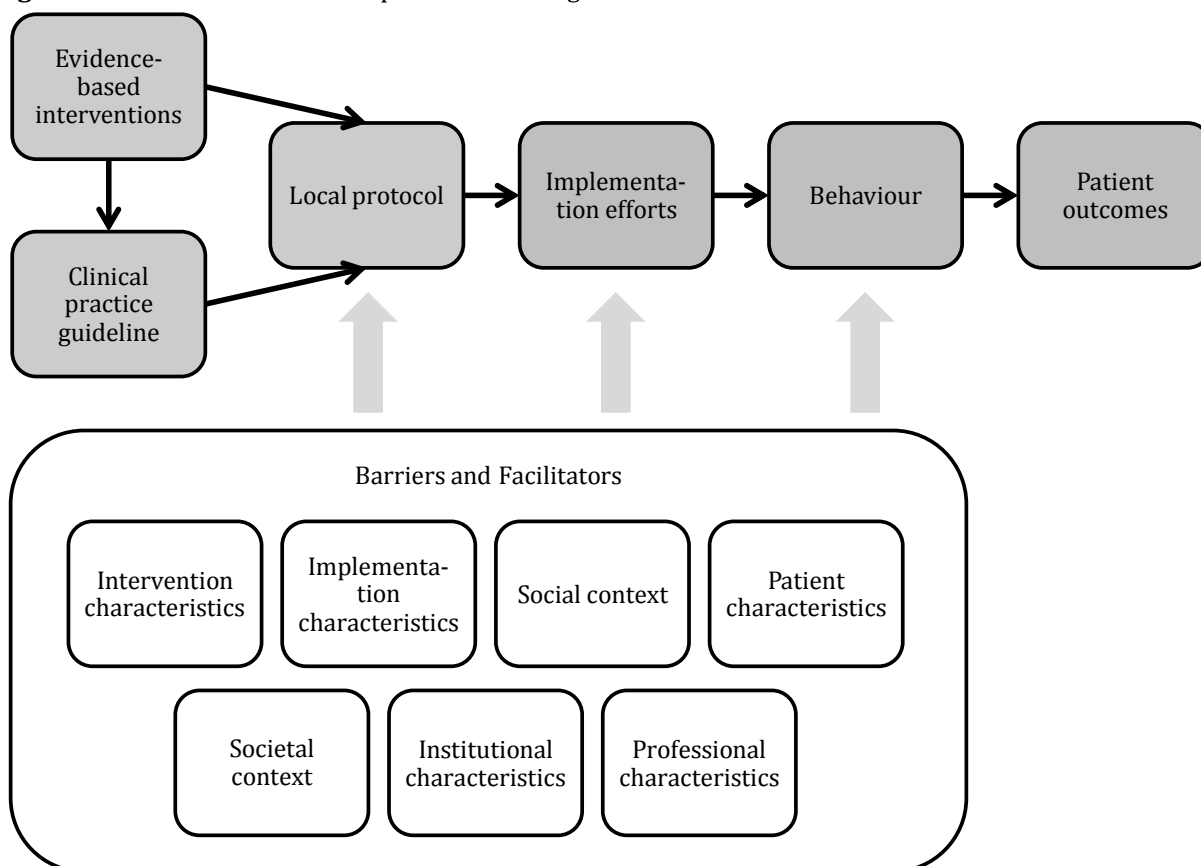 Evidence-
based
interventions
Clinical
practice
guideline
Local protocol
Implementa-
tion efforts
Behaviour
Patient
outcomes
Barriers and Facilitators
Intervention
characteristics
Implementa-
tion
characteristics
Social context
Patient
characteristics
Societal
context
Institutional
characteristics
Professional
characteristics